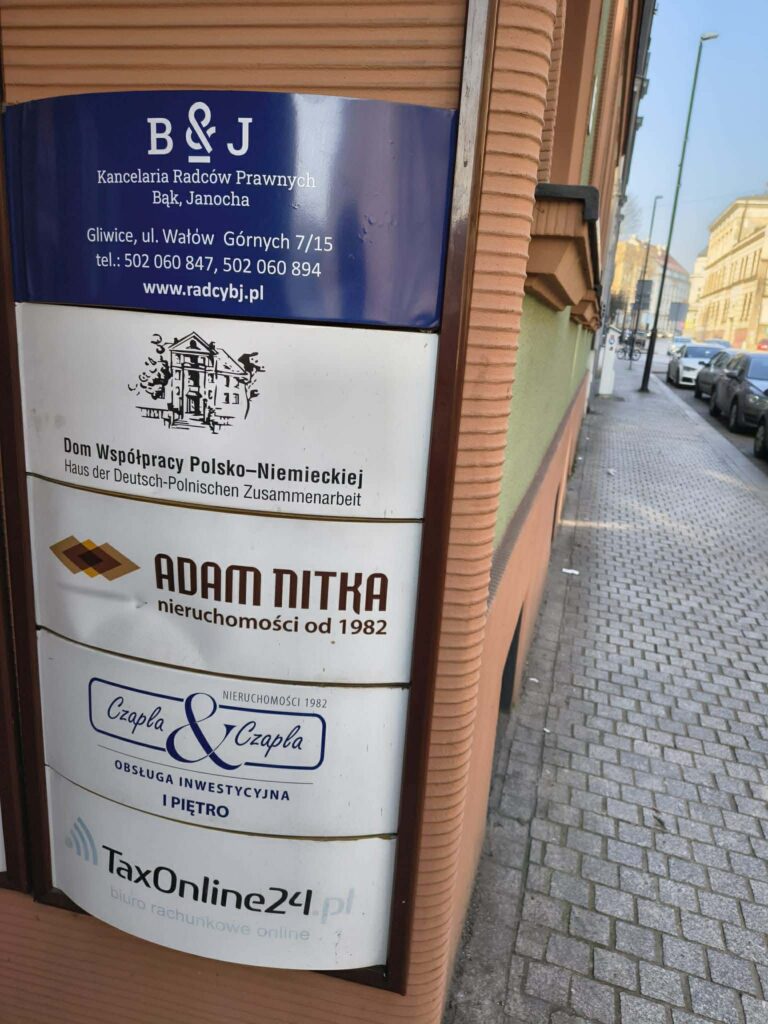 B & J
Kancelaria Radców Prawnych
Bąk, Janocha
Gliwice, ul. Wałów Górnych 7/15
tel.: 502 060 847, 502 060 894
www.radcybj.pl
Dom Współpracy Polsko–Niemieckiej
Haus der Deutsch-Polnischen Zusammenarbeit
ADAM NITKA
nieruchomości od 1982
NIERUCHOMOŚCI 1982
Czapla & Czapla
OBSŁUGA INWESTYCYJNA
I PIĘTRO
TaxOnline24.pl
biuro rachunkowe online